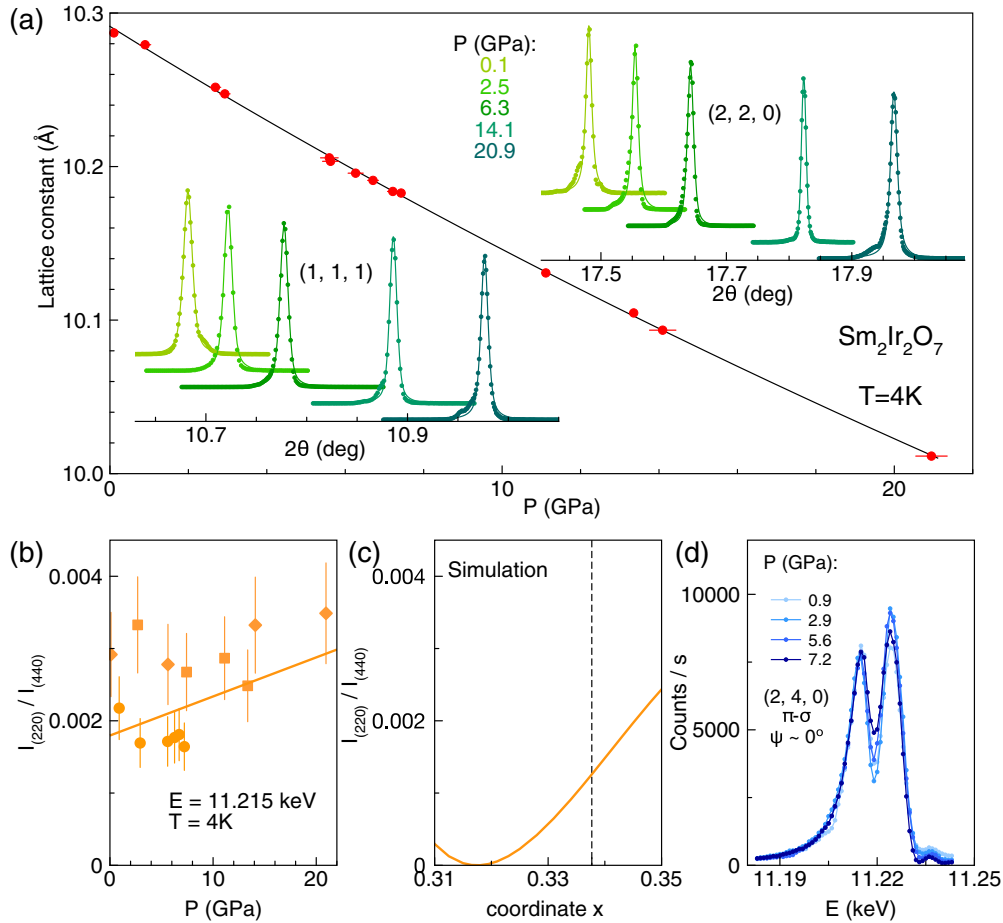 (a)
10.3
10.2
10.1
10.0
Lattice constant (Å)
P (GPa):
0.1
2.5
6.3
14.1
20.9
(2, 2, 0)
17.5
17.7
17.9
2θ (deg)
(1, 1, 1)
10.7
10.9
2θ (deg)
Sm₂Ir₂O₇
T=4K
0
10
20
P (GPa)
(b)
0.004
0.002
0
I(220) / I(440)
E = 11.215 keV
T = 4K
0
10
20
P (GPa)
(c)
0.004
0.002
0
I(220) / I(440)
Simulation
0.31
0.33
0.35
coordinate x
(d)
10000
5000
0
Counts / s
P (GPa):
0.9
2.9
5.6
7.2
(2, 4, 0)
π-σ
ψ ~ 0°
11.19
11.22
11.25
E (keV)